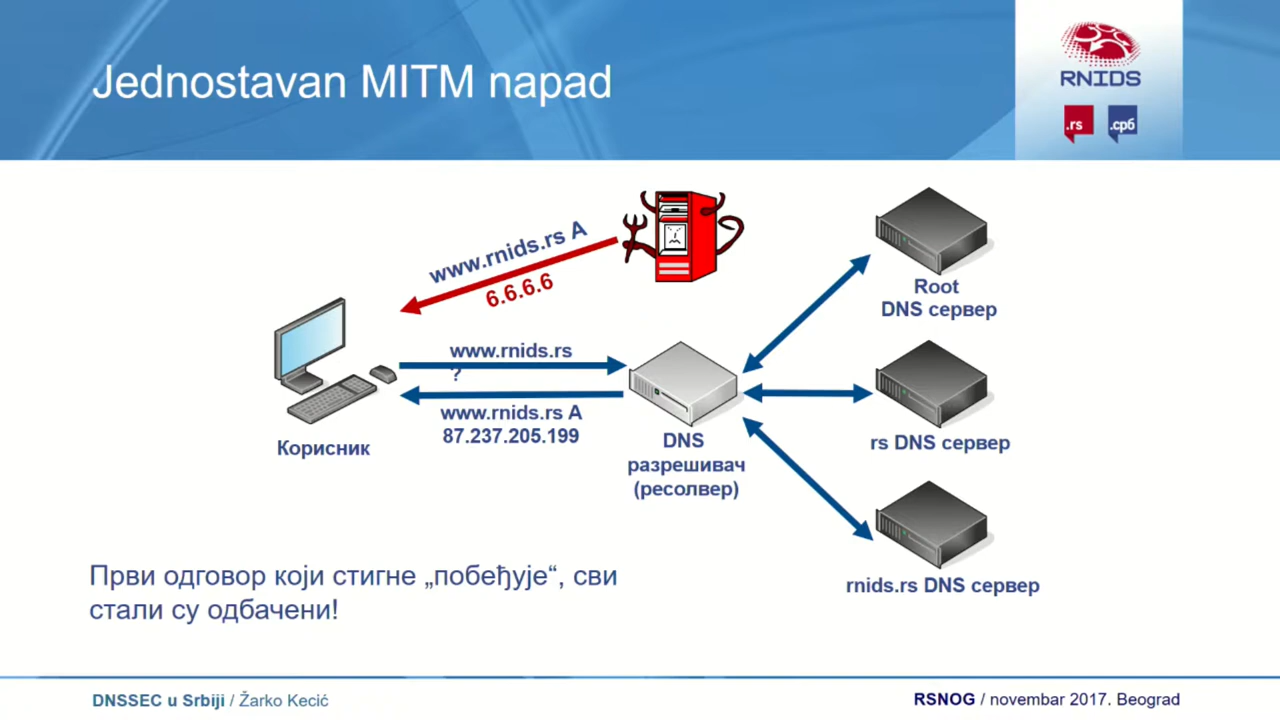 Jednostavan MITM napad
RNIDS
.rs .срб
www.rnids.rs A
6.6.6.6
www.rnids.rs
?
www.rnids.rs A
87.237.205.199
Корисник
DNS
разрешивач
(ресолвер)
Root
DNS сервер
rs DNS сервер
rnids.rs DNS сервер
Први одговор који стигне „побеђује“, сви
стали су одбачени!
DNSSEC u Srbiji / Žarko Kecić
RSNOG / novembar 2017. Beograd